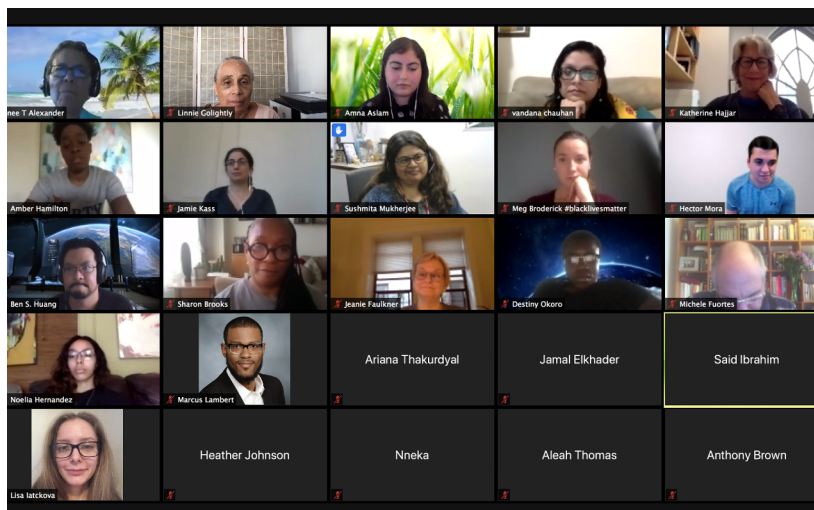 nee T Alexander
Linnie Golightly
Amna Aslam
vandana chauhan
Katherine Hajjar
Amber Hamilton
Jamie Kass
Sushmita Mukherjee
Meg Broderick #blacklivesmatter
Hector Mora
Ben S. Huang
Sharon Brooks
Jeanie Faulkner
Destiny Okoro
Michele Fuortes
Noelia Hernandez
Marcus Lambert
Ariana Thakurdyal
Jamal Elkhader
Said Ibrahim
Lisa Iatckova
Heather Johnson
Nneka
Aleah Thomas
Anthony Brown